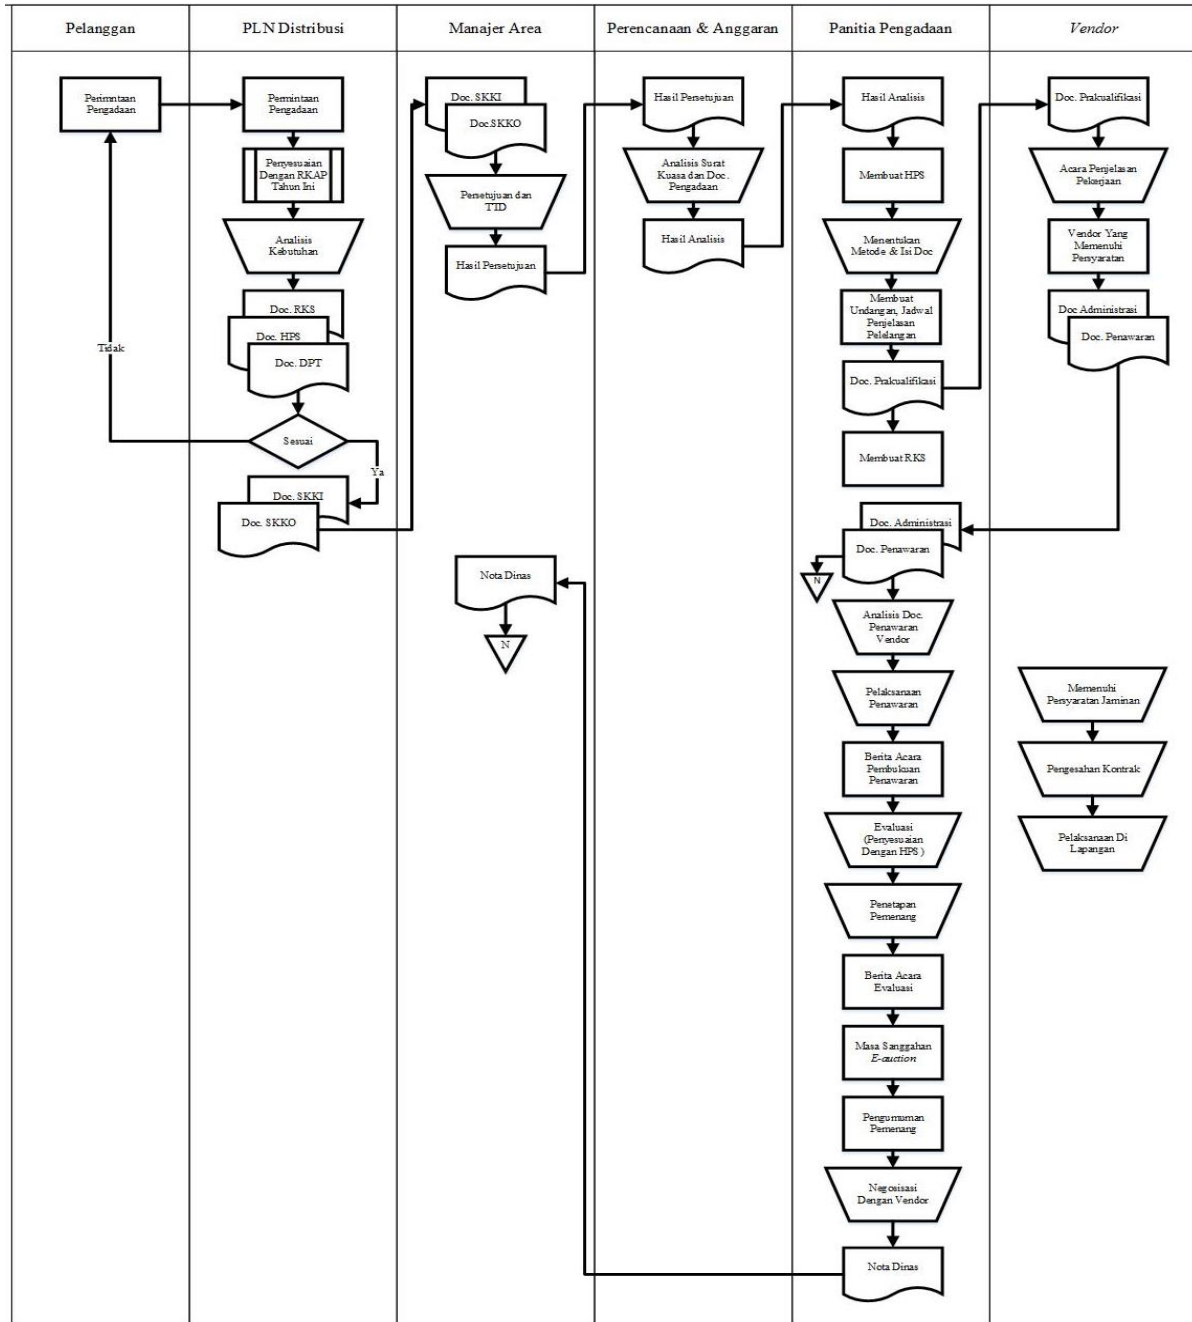 Pelanggan
PLN Distribusi
Manajer Area
Perencanaan & Anggaran
Panitia Pengadaan
Vendor
Perimntaan
Pengadaan
Tidak
Permintaan
Pengadaan
Penyesuaian
Dengan RKAP
Tahun Ini
Analisis
Kebutuhan
Doc. RKS
Doc. HPS
Doc. DPT
Sesuai
Ya
Doc. SKKI
Doc. SKKO
Doc. SKKI
Doc.SKKO
Persetujuan dan
TTD
Hasil Persetujuan
Nota Dinas
N
Hasil Persetujuan
Analisis Surat
Kuasa dan Doc.
Pengadaan
Hasil Analisis
Hasil Analisis
Membuat HPS
Menentukan
Metode & Isi Doc
Membuat
Undangan, Jadwal
Penjelasan
Pelelangan
Doc. Prakualifikasi
Membuat RKS
Doc. Administrasi
Doc. Penawaran
N
Analisis Doc.
Penawaran
Vendor
Pelaksanaan
Penawaran
Berita Acara
Pembukuan
Penawaran
Evaluasi
(Penyesuaian
Dengan HPS )
Penetapan
Pemenang
Berita Acara
Evaluasi
Masa Sanggahan
E-auction
Pengumuman
Pemenang
Negosisasi
Dengan Vendor
Nota Dinas
Doc. Prakualifikasi
Acara Penjelasan
Pekerjaan
Vendor Yang
Memenuhi
Persyaratan
Doc Administrasi
Doc. Penawaran
Memenuhi
Persyaratan Jaminan
Pengesahan Kontrak
Pelaksanaan Di
Lapangan